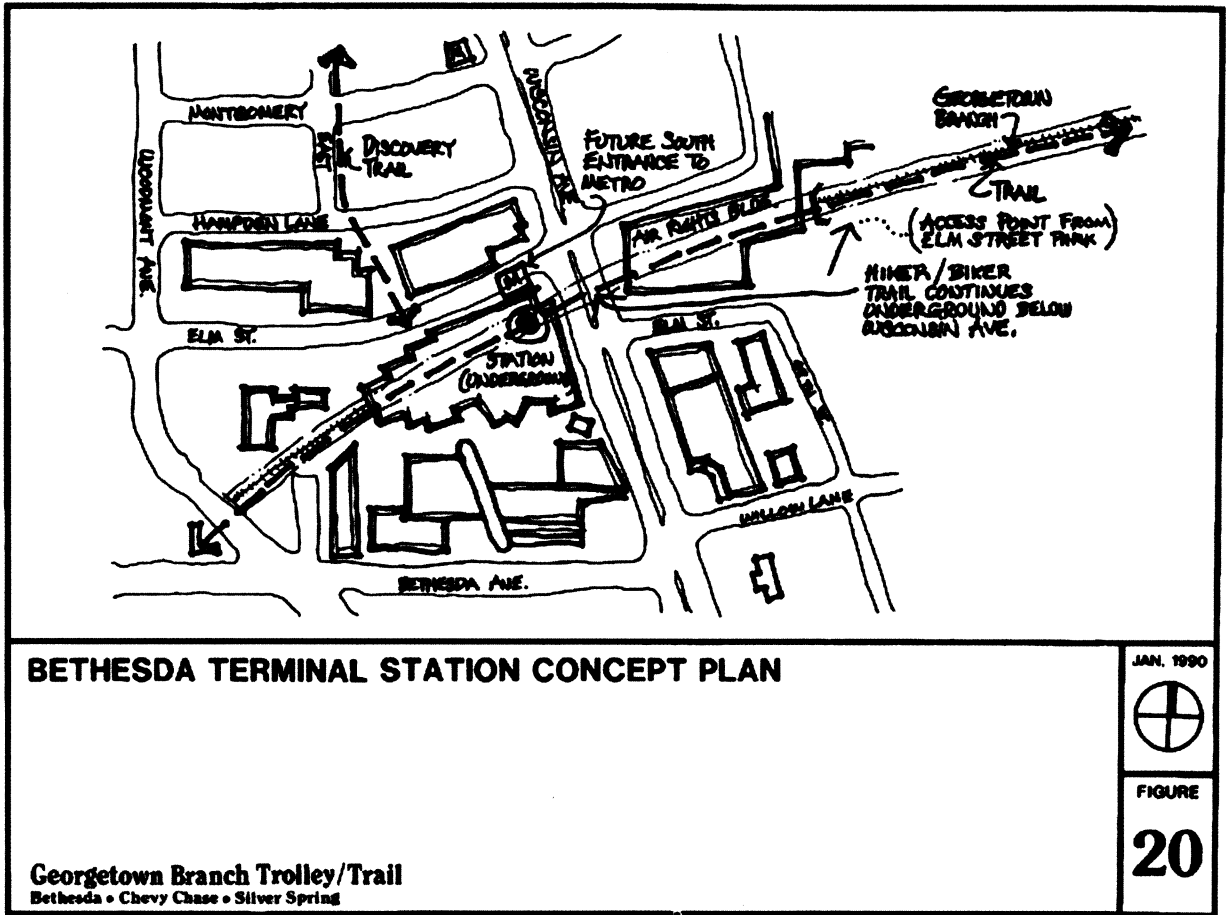 MONTGOMERY
WOODMONT AVE.
EAST
DISCOVERY
TRAIL
WISCONSIN AVE
FUTURE SOUTH
ENTRANCE TO
METRO
GEORGETOWN
BRANCH
TRAIL
(ACCESS POINT FROM
ELM STREET PARK)
HAMPDEN LANE
AIR RIGHTS BLDG.
HIKER/BIKER
TRAIL CONTINUES
UNDERGROUND BELOW
WISCONSIN AVE.
M
ELM ST.
ELM ST.
STATION
(UNDERGROUND)
WILLOW LANE
BETHESDA AVE.
BETHESDA TERMINAL STATION CONCEPT PLAN
JAN. 1990
FIGURE
20
Georgetown Branch Trolley/Trail
Bethesda • Chevy Chase • Silver Spring